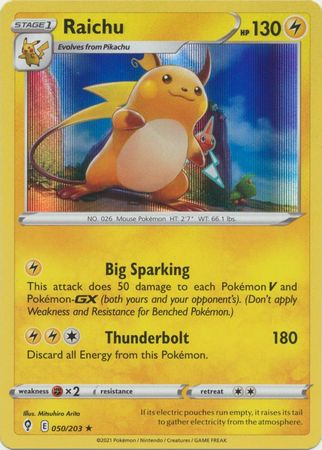 STAGE 1
Raichu
HP 130
Evolves from Pikachu
NO. 026 Mouse Pokémon HT: 2'7" WT: 66.1 lbs.
Big Sparking
This attack does 50 damage to each Pokémon V and
Pokémon-GX (both yours and your opponent's). (Don't apply
Weakness and Resistance for Benched Pokémon.)
Thunderbolt 180
Discard all Energy from this Pokémon.
weakness ×2 resistance retreat
Illus. Mitsuhiro Arita
E 050/203 ★
If its electric pouches run empty, it raises its tail
to gather electricity from the atmosphere.
©2021 Pokémon / Nintendo / Creatures / GAME FREAK